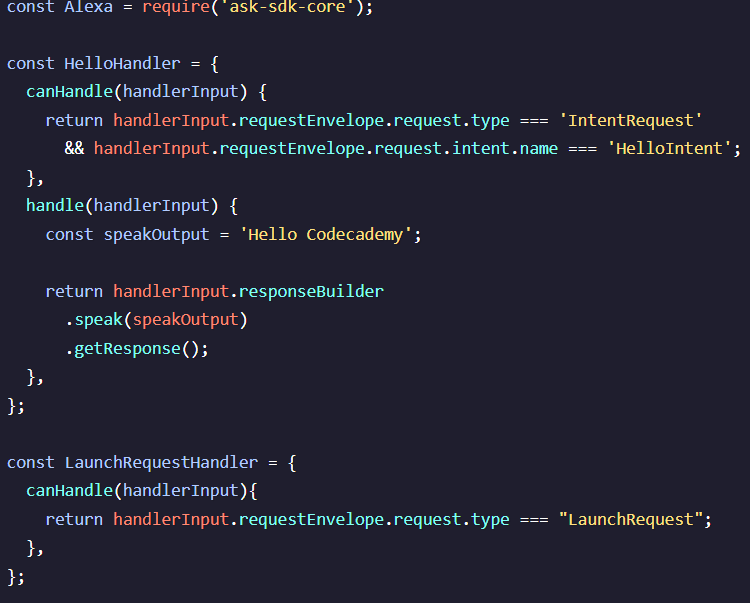 const Alexa = require('ask-sdk-core');
const HelloHandler = {
canHandle(handlerInput) {
return handlerInput.requestEnvelope.request.type === 'IntentRequest'
&& handlerInput.requestEnvelope.request.intent.name === 'HelloIntent';
},
handle(handlerInput) {
const speakOutput = 'Hello Codecademy';
return handlerInput.responseBuilder
.speak(speakOutput)
.getResponse();
},
};
const LaunchRequestHandler = {
canHandle(handlerInput){
return handlerInput.requestEnvelope.request.type === "LaunchRequest";
},
};